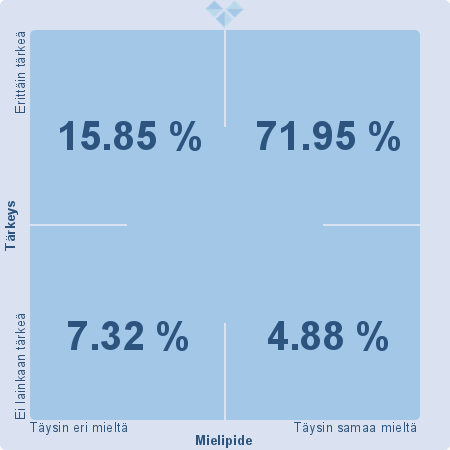 Erittäin tärkeä
15.85 %
71.95 %
Tärkeys
Ei lainkaan tärkeä
7.32 %
4.88 %
Täysin eri mieltä
Täysin samaa mieltä
Mielipide